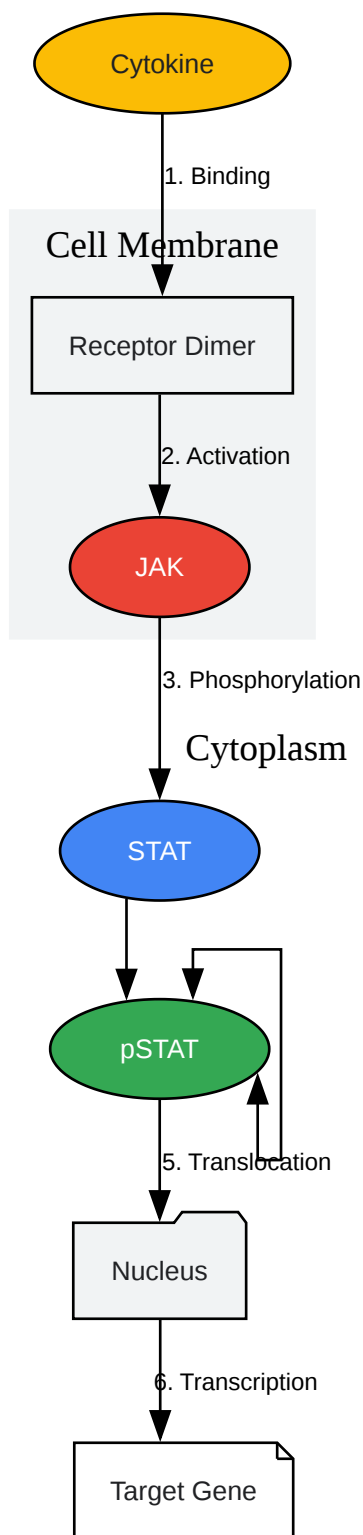 Cytokine
1. Binding
Cell Membrane
Receptor Dimer
2. Activation
JAK
3. Phosphorylation
Cytoplasm
STAT
pSTAT
5. Translocation
Nucleus
6. Transcription
Target Gene